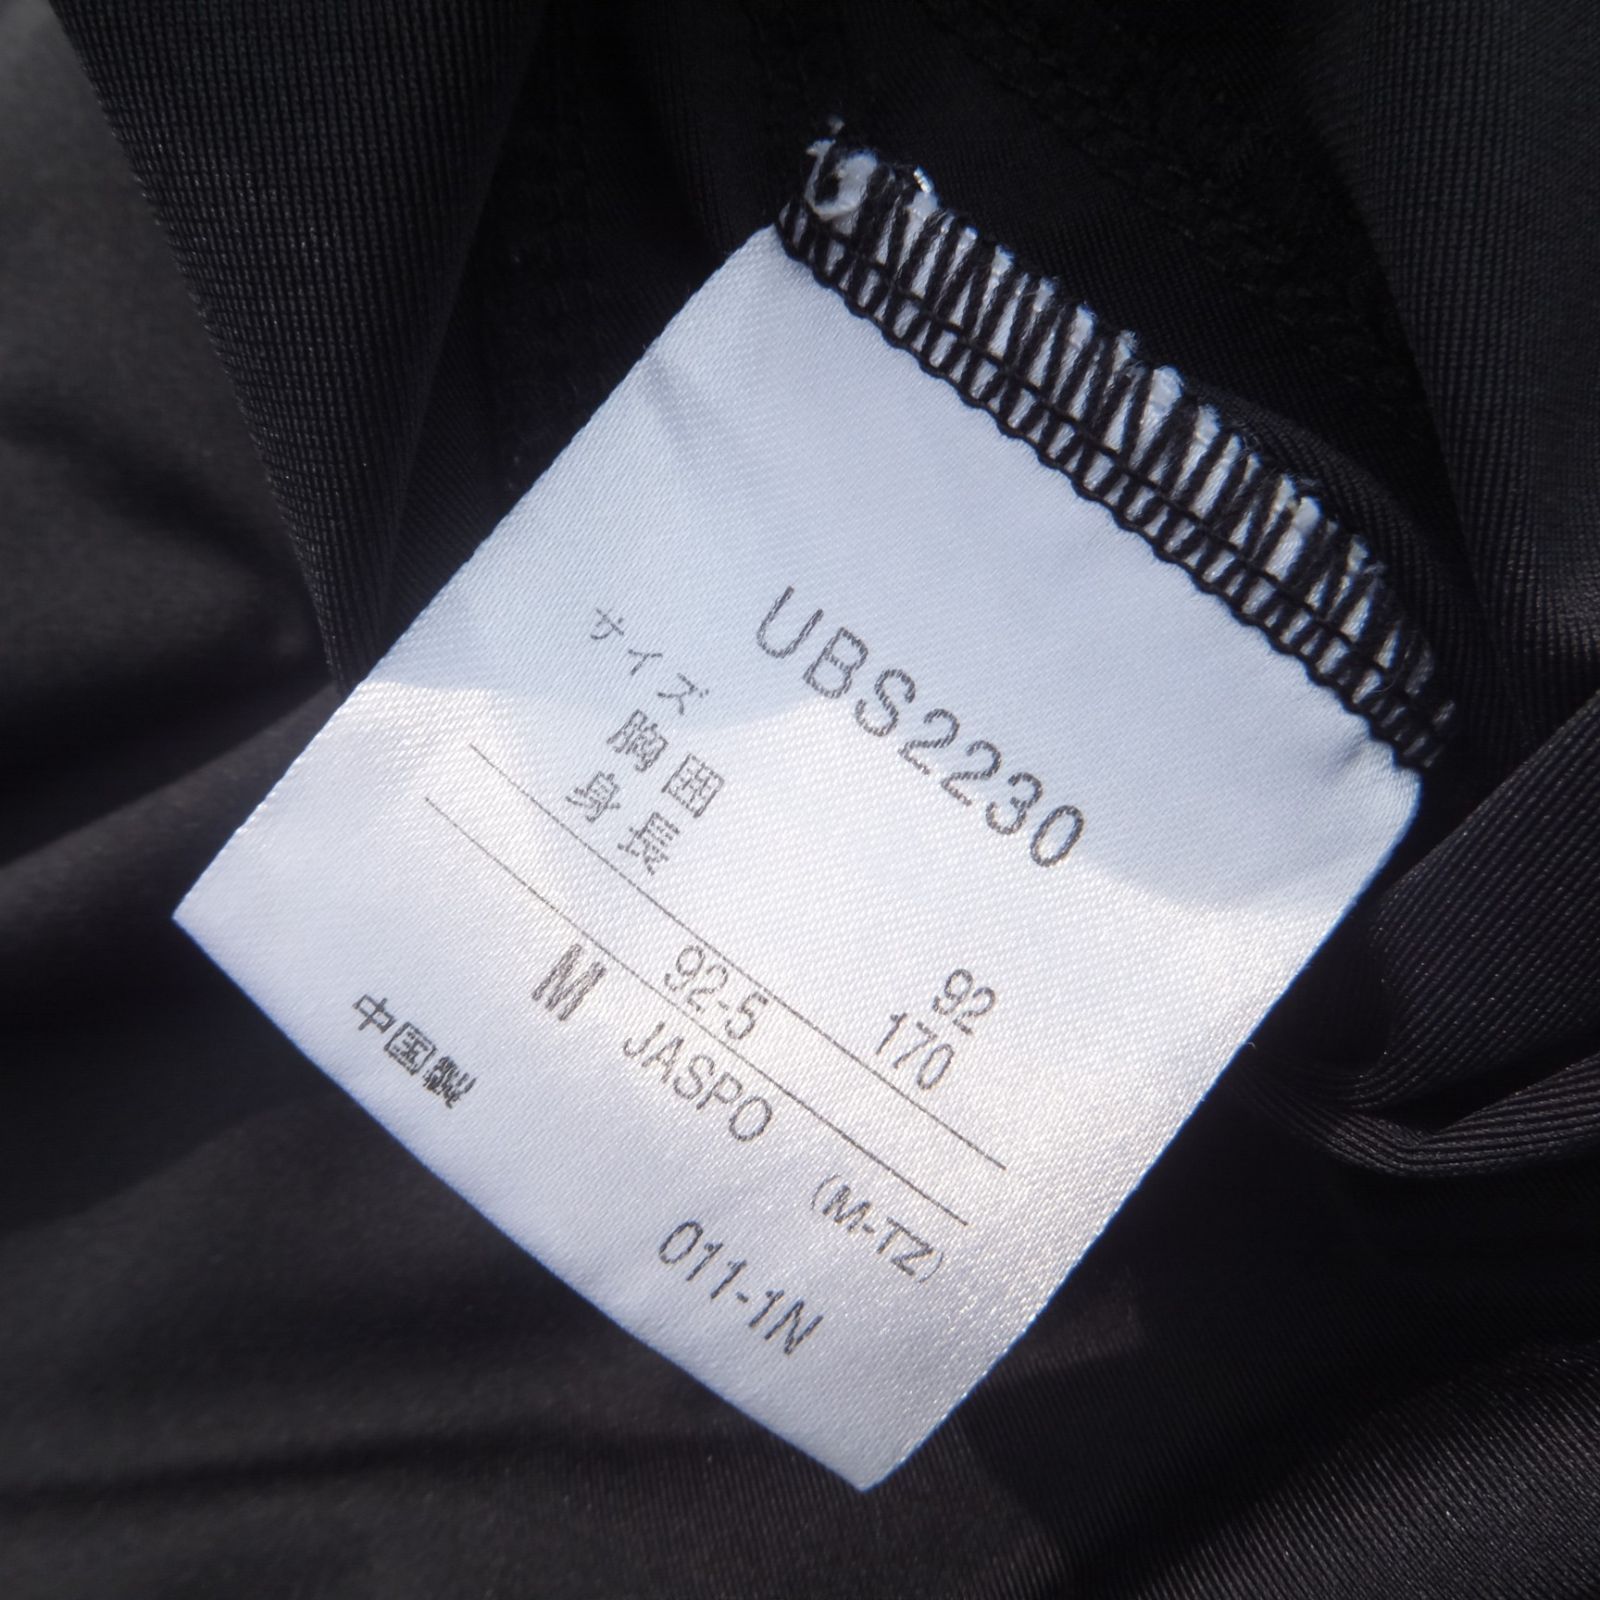 UBS2230
サイズ
胸囲 92
身長 170
92-5
M JASPO (M-TZ)
中国製 011-1N